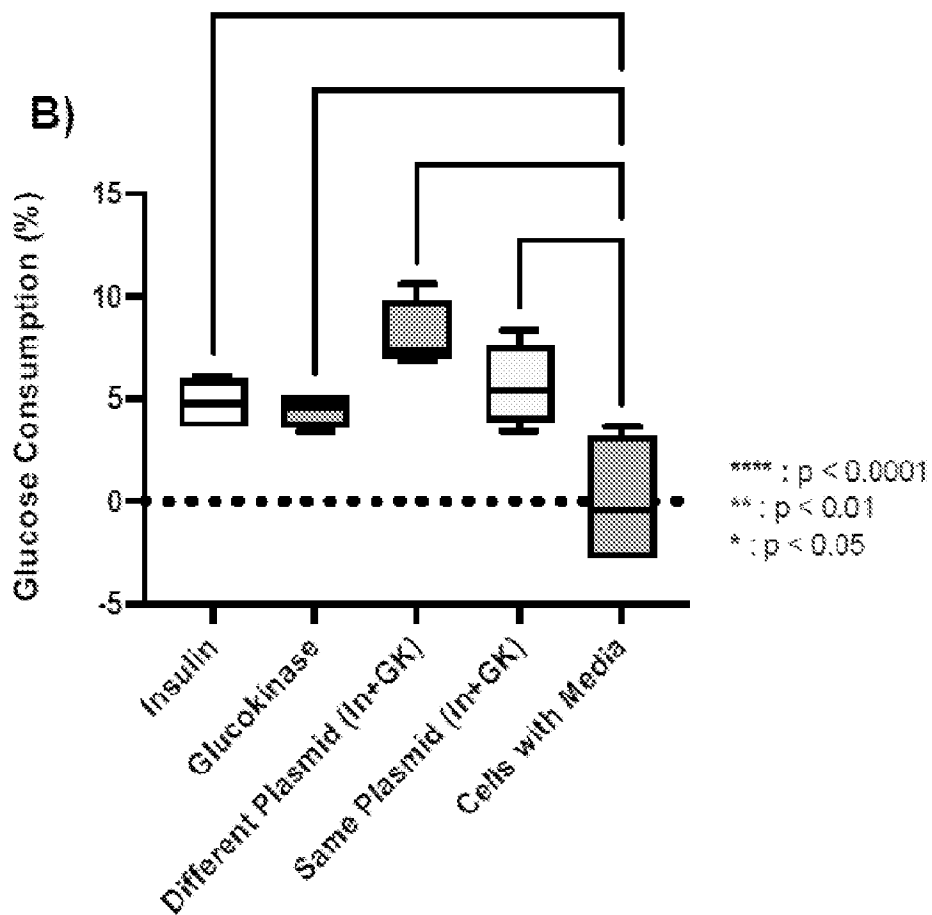 B)
Glucose Consumption (%)
15
10
5
0
-5
Insulin
Glucokinase
Different Plasmid (In+GK)
Same Plasmid (In+GK)
Cells with Media
**** : p < 0.0001
** : p < 0.01
* : p < 0.05